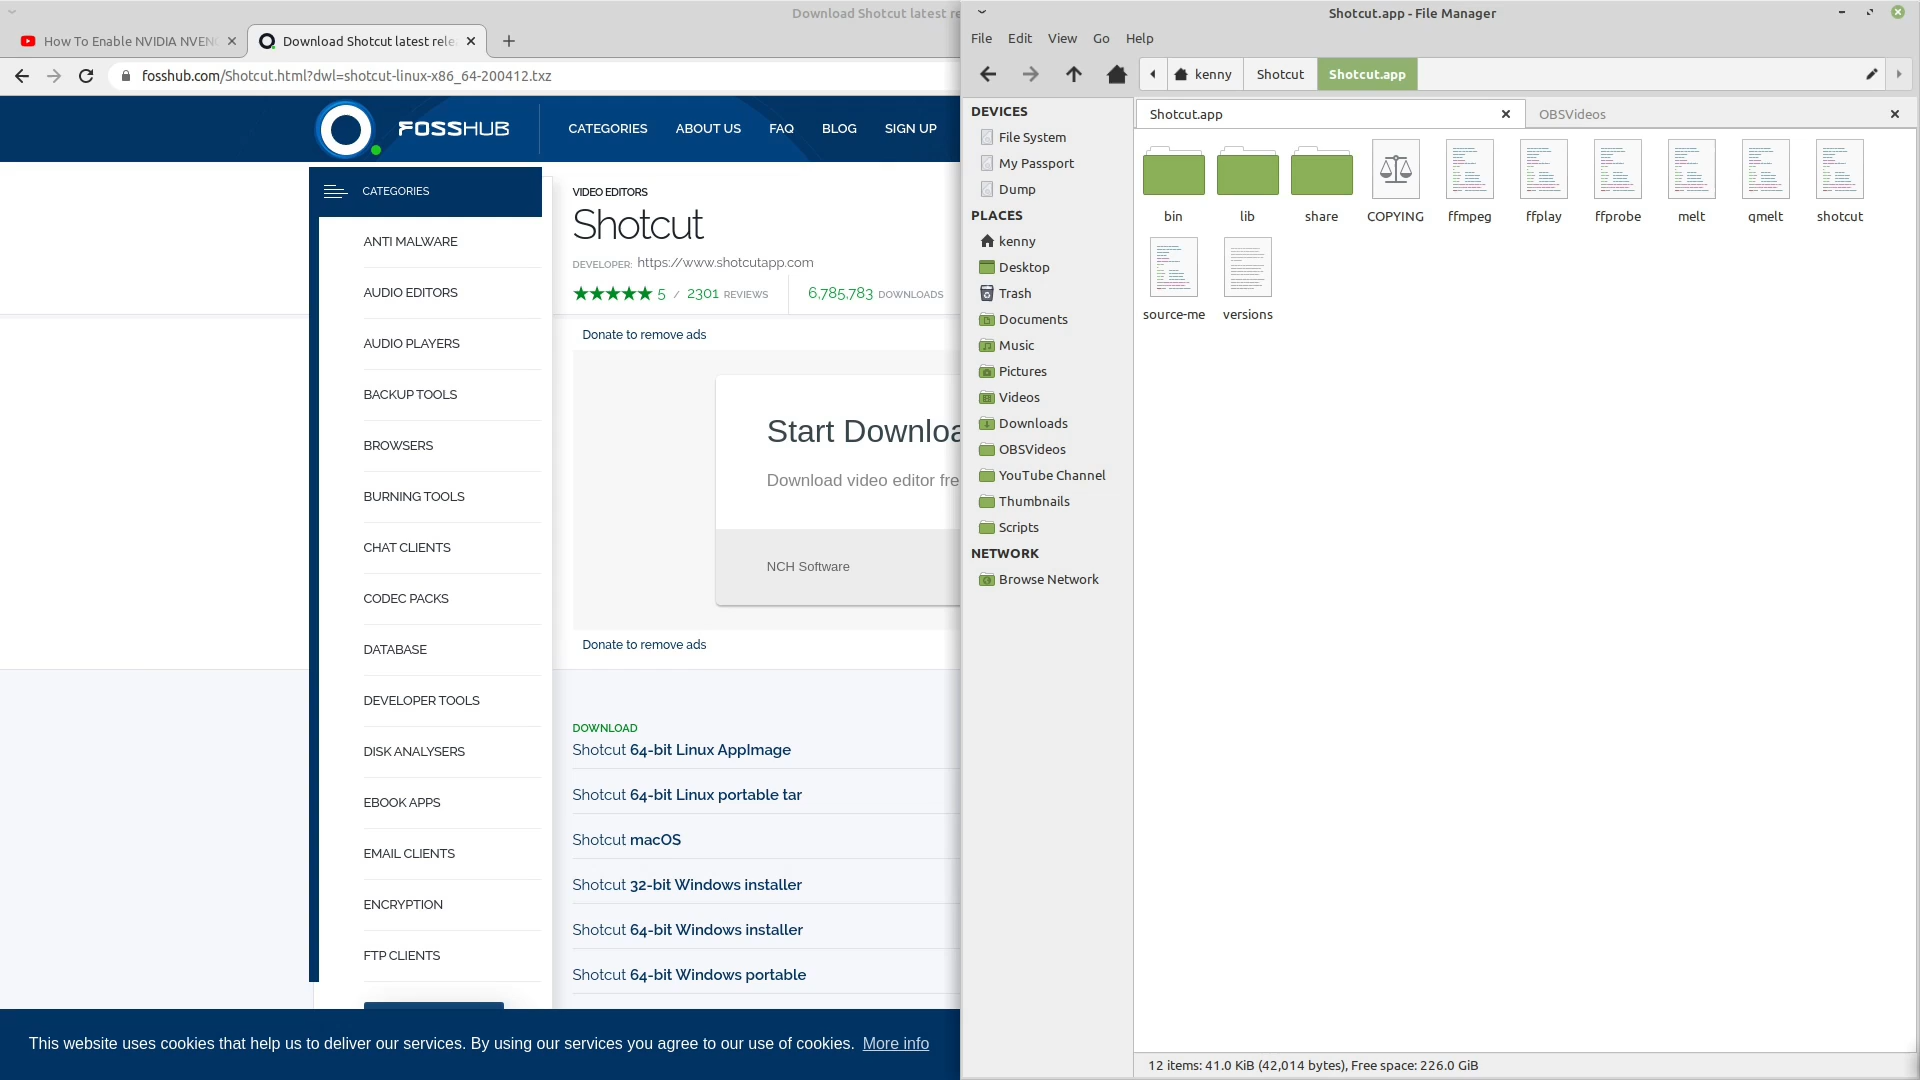 Download Shotcut latest re
How To Enable NVIDIA NVEN
Download Shotcut latest rele
fosshub.com/Shotcut.html?dwl=shotcut-linux-x86_64-200412.txz
FOSSHUB
CATEGORIES
ABOUT US
FAQ
BLOG
SIGN UP
CATEGORIES
ANTI MALWARE
AUDIO EDITORS
AUDIO PLAYERS
BACKUP TOOLS
BROWSERS
BURNING TOOLS
CHAT CLIENTS
CODEC PACKS
DATABASE
DEVELOPER TOOLS
DISK ANALYSERS
EBOOK APPS
EMAIL CLIENTS
ENCRYPTION
FTP CLIENTS
VIDEO EDITORS
Shotcut
DEVELOPER: https://www.shotcutapp.com
5 / 2301 REVIEWS
6,785,783 DOWNLOADS
Donate to remove ads
Start Downloa
Download video editor fre
NCH Software
Donate to remove ads
DOWNLOAD
Shotcut 64-bit Linux AppImage
Shotcut 64-bit Linux portable tar
Shotcut macOS
Shotcut 32-bit Windows installer
Shotcut 64-bit Windows installer
Shotcut 64-bit Windows portable
This website uses cookies that help us to deliver our services. By using our services you agree to our use of cookies. More info
Shotcut.app - File Manager
File Edit View Go Help
kenny
Shotcut
Shotcut.app
DEVICES
File System
My Passport
Dump
PLACES
kenny
Desktop
Trash
Documents
Music
Pictures
Videos
Downloads
OBSVideos
YouTube Channel
Thumbnails
Scripts
NETWORK
Browse Network
Shotcut.app
OBSVideos
bin
lib
share
COPYING
ffmpeg
ffplay
ffprobe
melt
qmelt
shotcut
source-me
versions
12 items: 41.0 KiB (42,014 bytes), Free space: 226.0 GiB